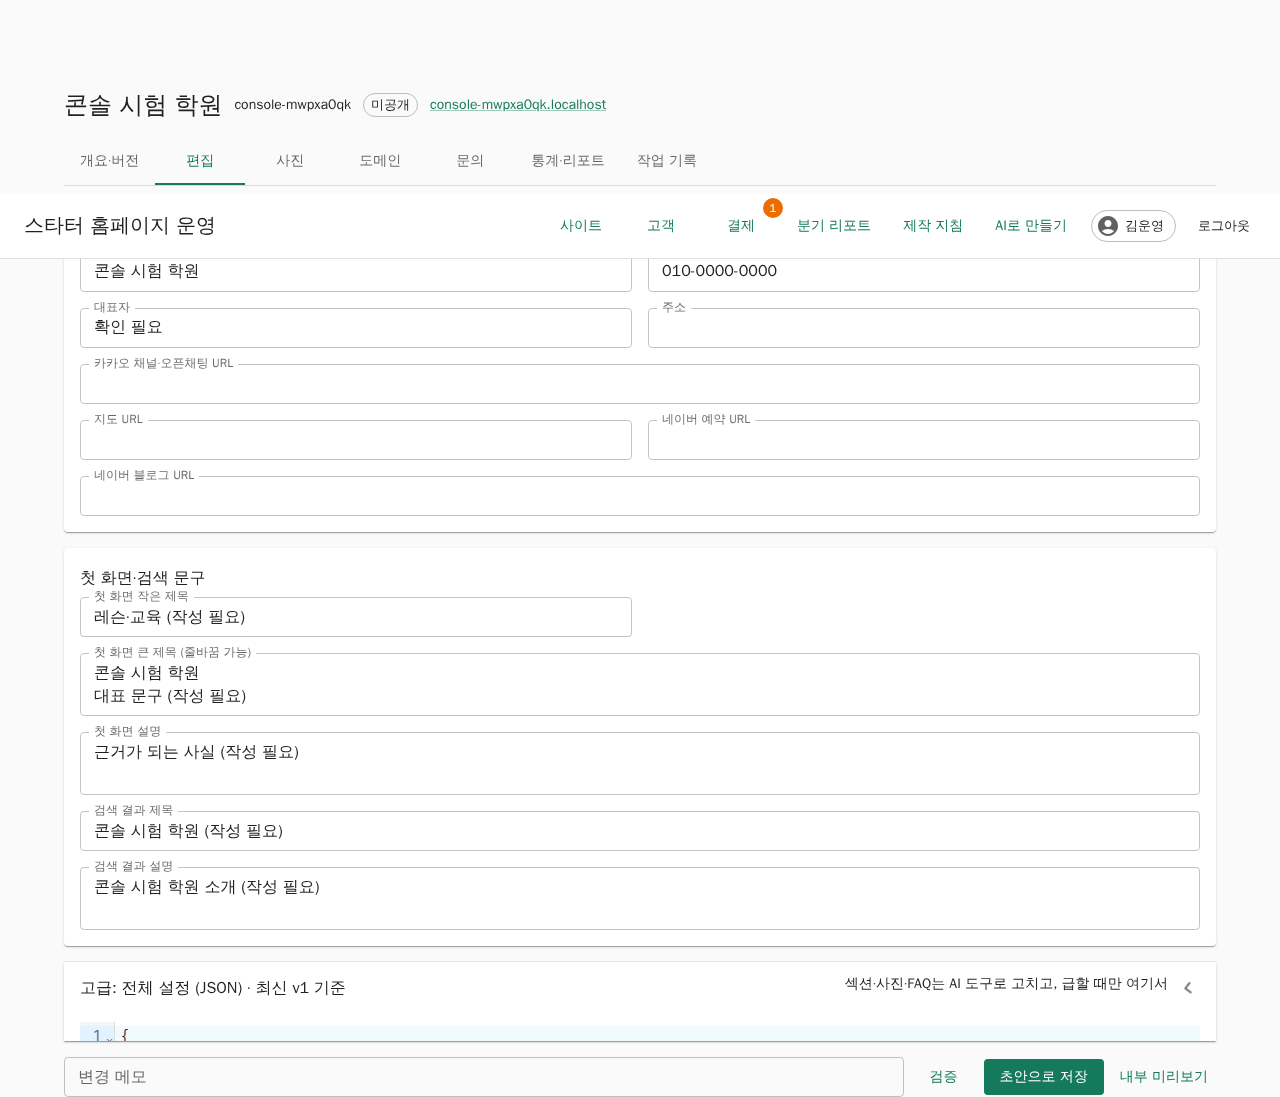 콘솔 시험 학원 console-mwpxa0qk 미공개 console-mwpxa0qk.localhost
개요·버전 편집 사진 도메인 문의 통계·리포트 작업 기록
스타터 홈페이지 운영 사이트 고객 결제 1 분기 리포트 제작 지침 AI로 만들기 김운영 로그아웃
콘솔 시험 학원 010-0000-0000
대표자 주소
확인 필요
카카오 채널·오픈채팅 URL
지도 URL 네이버 예약 URL
네이버 블로그 URL
첫 화면·검색 문구
첫 화면 작은 제목
레슨·교육 (작성 필요)
첫 화면 큰 제목 (줄바꿈 가능)
콘솔 시험 학원
대표 문구 (작성 필요)
첫 화면 설명
근거가 되는 사실 (작성 필요)
검색 결과 제목
콘솔 시험 학원 (작성 필요)
검색 결과 설명
콘솔 시험 학원 소개 (작성 필요)
고급: 전체 설정 (JSON) · 최신 v1 기준 섹션·사진·FAQ는 AI 도구로 고치고, 급할 때만 여기서
1 {
변경 메모 검증 초안으로 저장 내부 미리보기